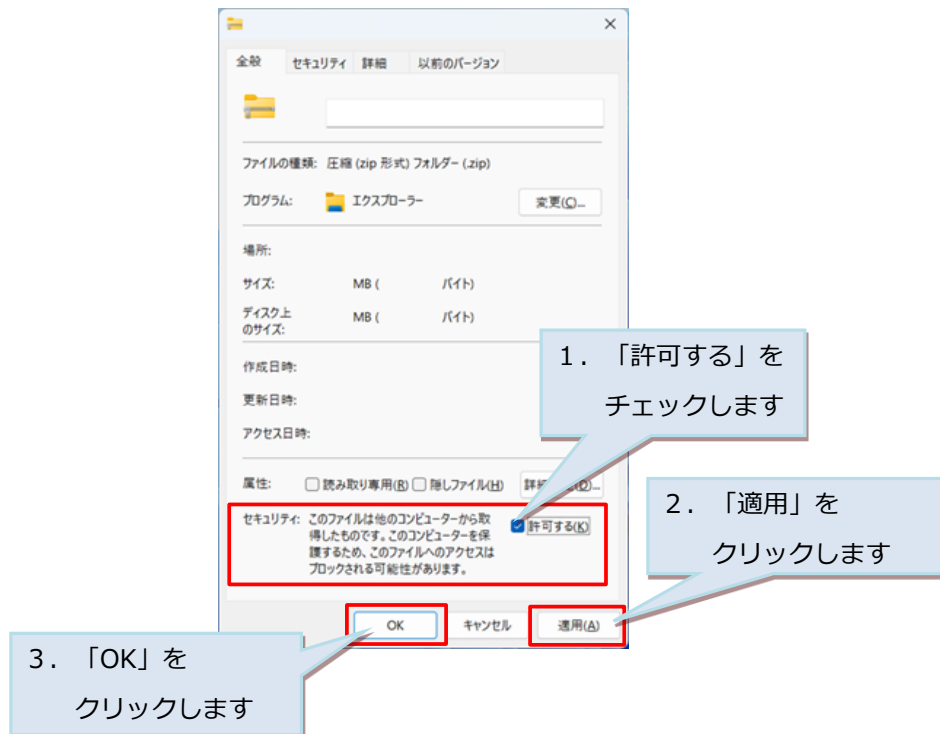 全般 セキュリティ 詳細 以前のバージョン
ファイルの種類: 圧縮 (zip 形式) フォルダー (.zip)
プログラム: エクスプローラー 変更(C)...
場所:
サイズ: MB ( バイト)
ディスク上
のサイズ: MB ( バイト)
作成日時:
更新日時:
アクセス日時:
1. 「許可する」を
チェックします
属性: 読み取り専用(R) 隠しファイル(H)
セキュリティ: このファイルは他のコンピューターから取
得したものです。このコンピューターを保
護するため、このファイルへのアクセスは
ブロックされる可能性があります。
許可する(K)
2. 「適用」を
クリックします
OK キャンセル 適用(A)
3. 「OK」を
クリックします